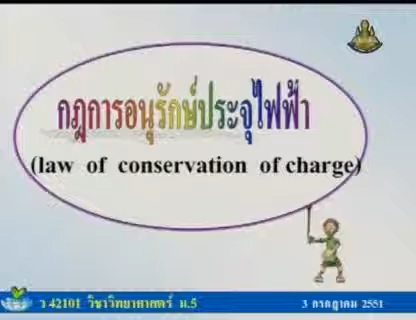 กฎการอนุรักษ์ประจุไฟฟ้า
(law of conservation of charge)
ว 42101 วิชาวิทยาศาสตร์ ม.5
3 กรกฎาคม 2551